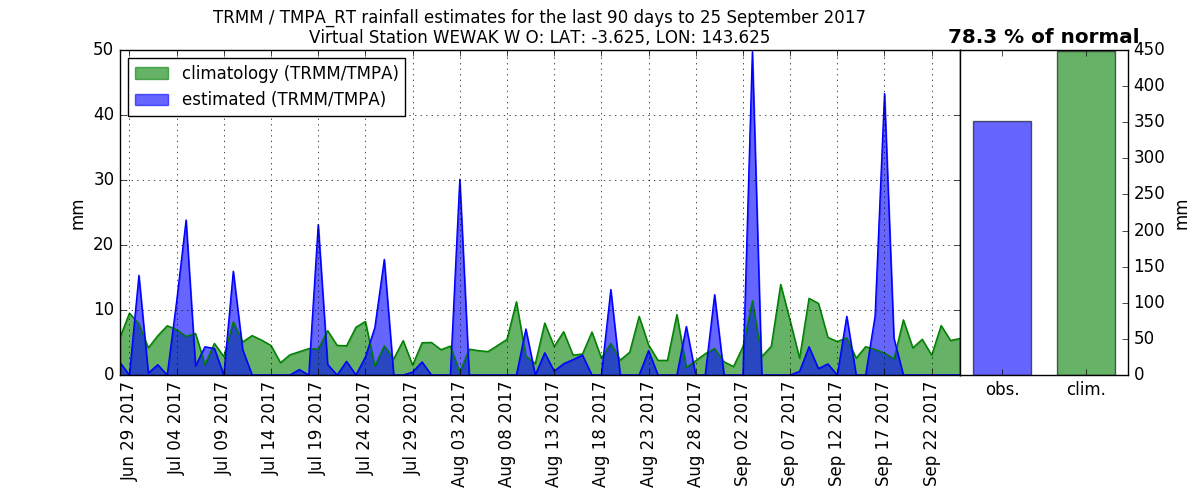 TRMM / TMPA_RT rainfall estimates for the last 90 days to 25 September 2017
Virtual Station WEWAK W O: LAT: -3.625, LON: 143.625
78.3 % of normal
climatology (TRMM/TMPA)
estimated (TRMM/TMPA)
mm
50
40
30
20
10
0
Jun 29 2017
Jul 04 2017
Jul 09 2017
Jul 14 2017
Jul 19 2017
Jul 24 2017
Jul 29 2017
Aug 03 2017
Aug 08 2017
Aug 13 2017
Aug 18 2017
Aug 23 2017
Aug 28 2017
Sep 02 2017
Sep 07 2017
Sep 12 2017
Sep 17 2017
Sep 22 2017
450
400
350
300
250
200
150
100
50
0
mm
obs.
clim.